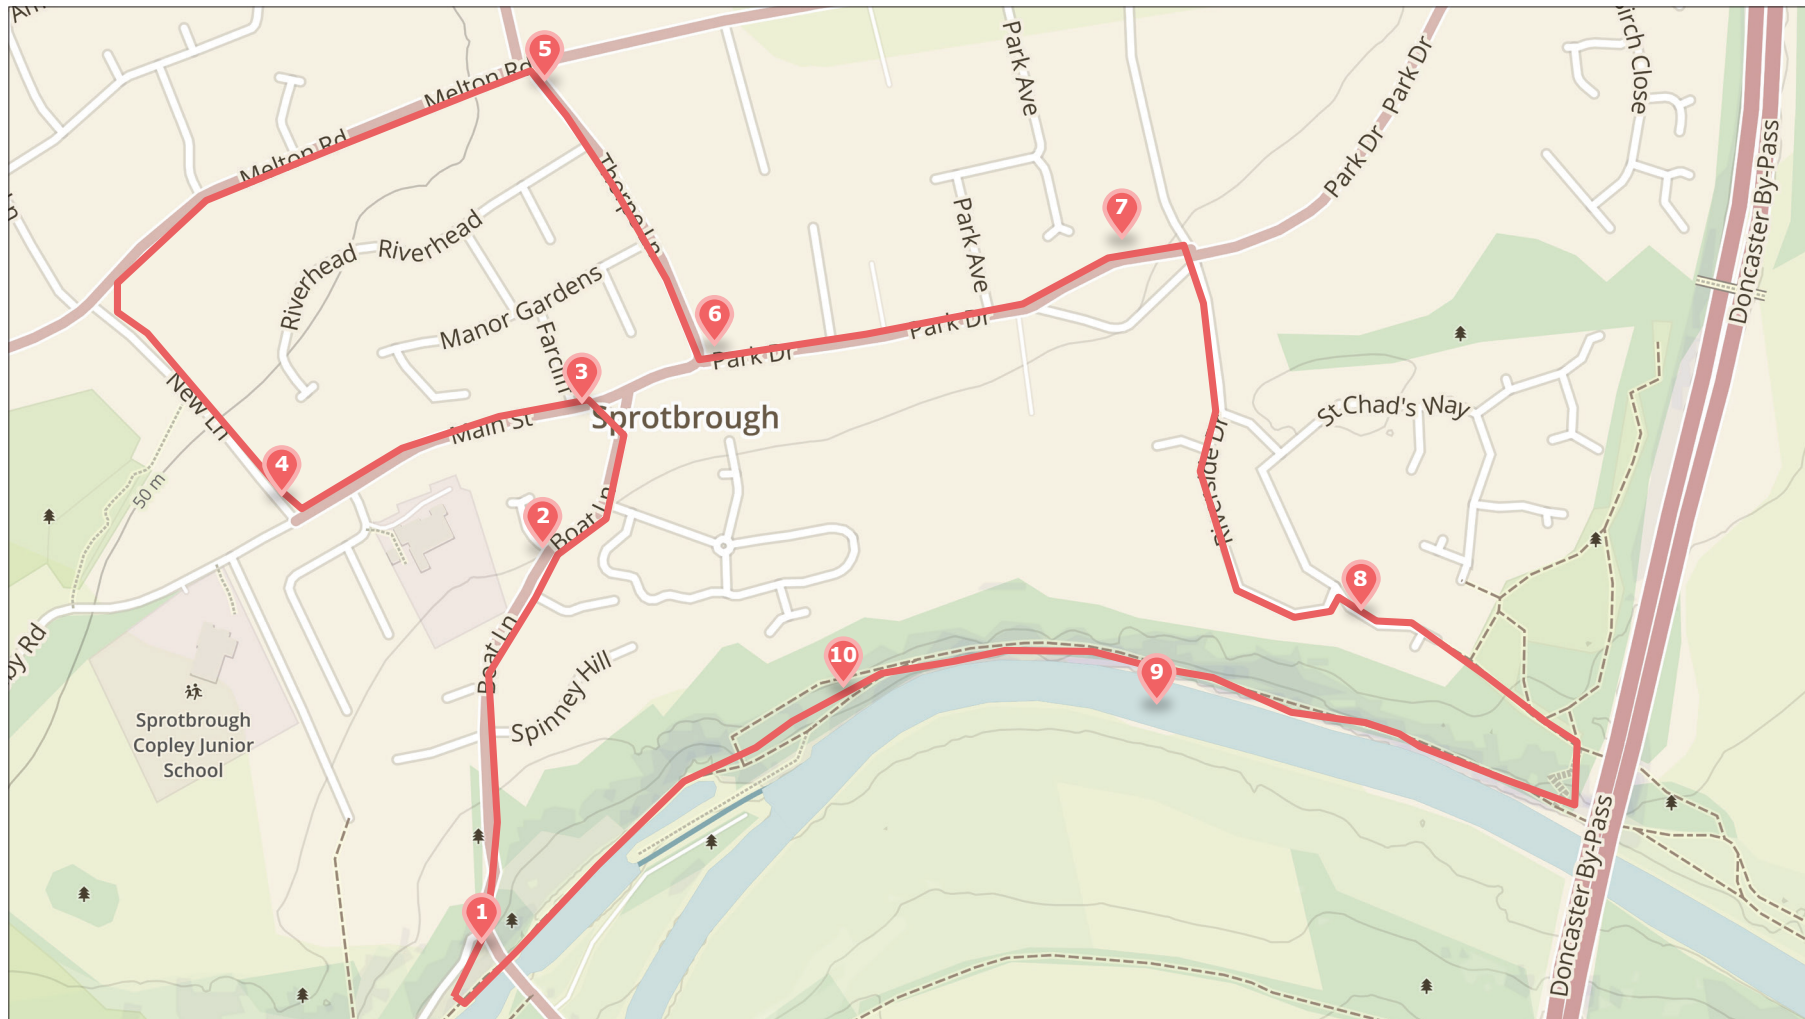 Park Ave
Birch Close
5
Melton Rd
Park Dr
Melton Rd
Thorpe Ln
Park Dr
Doncaster By-Pass
7
Park Ave
Riverhead
Riverhead
Manor Gardens
6
Park Dr
Park Dr
3
New Ln
Main St
Sprotbrough
St Chad's Way
4
50 m
2
Boat Ln
Riverside Dr
8
Boat Ln
Spinney Hill
10
9
Sprotbrough
Copley Junior
School
Doncaster By-Pass
1